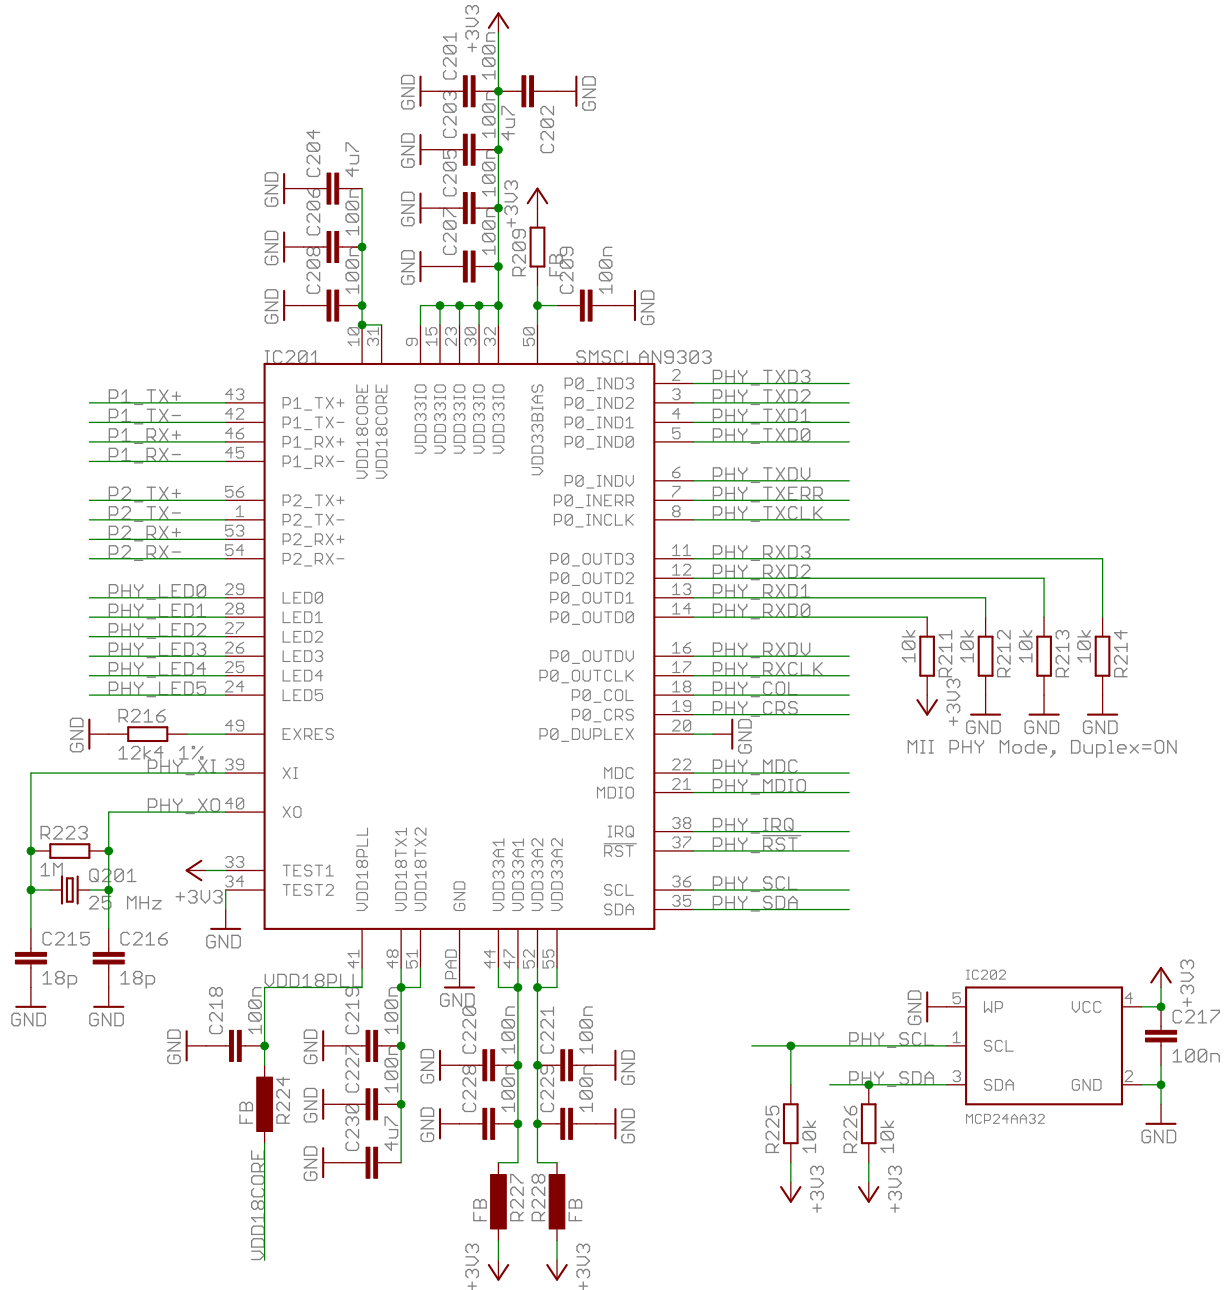 +3V3
C201
100n
GND
C202
4u7
GND
C203
100n
GND
C204
4u7
GND
C205
100n
GND
C206
100n
GND
C207
100n
GND
C208
100n
GND
+3V3
R209
FB
C209
100n
GND
10
31
9
15
23
30
32
50
IC201
SMSCLAN9303
VDD18CORE
VDD18CORE
VDD33IO
VDD33IO
VDD33IO
VDD33IO
VDD33IO
VDD33BIAS
P1_TX+ 43 P1_TX+
P1_TX- 42 P1_TX-
P1_RX+ 46 P1_RX+
P1_RX- 45 P1_RX-
P2_TX+ 56 P2_TX+
P2_TX- 1 P2_TX-
P2_RX+ 53 P2_RX+
P2_RX- 54 P2_RX-
PHY_LED0 29 LED0
PHY_LED1 28 LED1
PHY_LED2 27 LED2
PHY_LED3 26 LED3
PHY_LED4 25 LED4
PHY_LED5 24 LED5
GND
R216
12k4 1%
49 EXRES
PHY_XI 39 XI
PHY_XO 40 XO
R223
1M
Q201
25 MHz
C215
18p
GND
C216
18p
GND
+3V3
33 TEST1
34 TEST2
GND
P0_IND3 2 PHY_TXD3
P0_IND2 3 PHY_TXD2
P0_IND1 4 PHY_TXD1
P0_IND0 5 PHY_TXD0
P0_INDV 6 PHY_TXDV
P0_INERR 7 PHY_TXERR
P0_INCLK 8 PHY_TXCLK
P0_OUTD3 11 PHY_RXD3
P0_OUTD2 12 PHY_RXD2
P0_OUTD1 13 PHY_RXD1
P0_OUTD0 14 PHY_RXD0
P0_OUTDV 16 PHY_RXDV
P0_OUTCLK 17 PHY_RXCLK
P0_COL 18 PHY_COL
P0_CRS 19 PHY_CRS
P0_DUPLEX 20 GND
MDC 22 PHY_MDC
MDIO 21 PHY_MDIO
IRQ 38 PHY_IRQ
RST 37 PHY_RST
SCL 36 PHY_SCL
SDA 35 PHY_SDA
10k
R211
+3V3
10k
R212
GND
10k
R213
GND
10k
R214
GND
MII PHY Mode, Duplex=ON
VDD18PLL
VDD18TX1
VDD18TX2
GND
VDD33A1
VDD33A1
VDD33A2
VDD33A2
41
48
51
PAD
44
47
52
55
GND
VDD18PLL
C218
100n
GND
FB
R224
VDD18CORE
C219
100n
GND
C227
100n
GND
C230
4u7
GND
C220
100n
GND
C228
100n
GND
C221
100n
GND
C229
100n
GND
FB
R227
+3V3
R228
FB
+3V3
IC202
GND
5 WP
VCC 4
+3V3
C217
100n
PHY_SCL 1 SCL
PHY_SDA 3 SDA
GND 2
GND
MCP24AA32
R225
10k
+3V3
R226
10k
+3V3